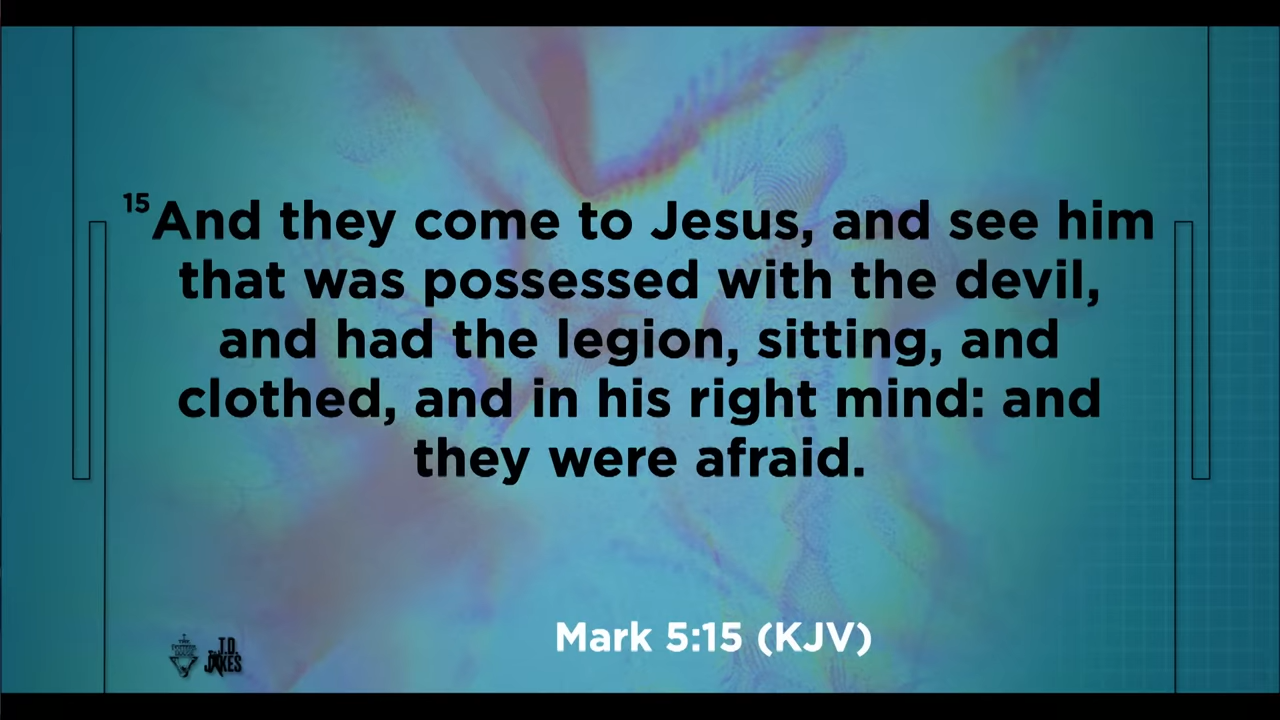 15And they come to Jesus, and see him
that was possessed with the devil,
and had the legion, sitting, and
clothed, and in his right mind: and
they were afraid.
Mark 5:15 (KJV)
T.D.
JAKES